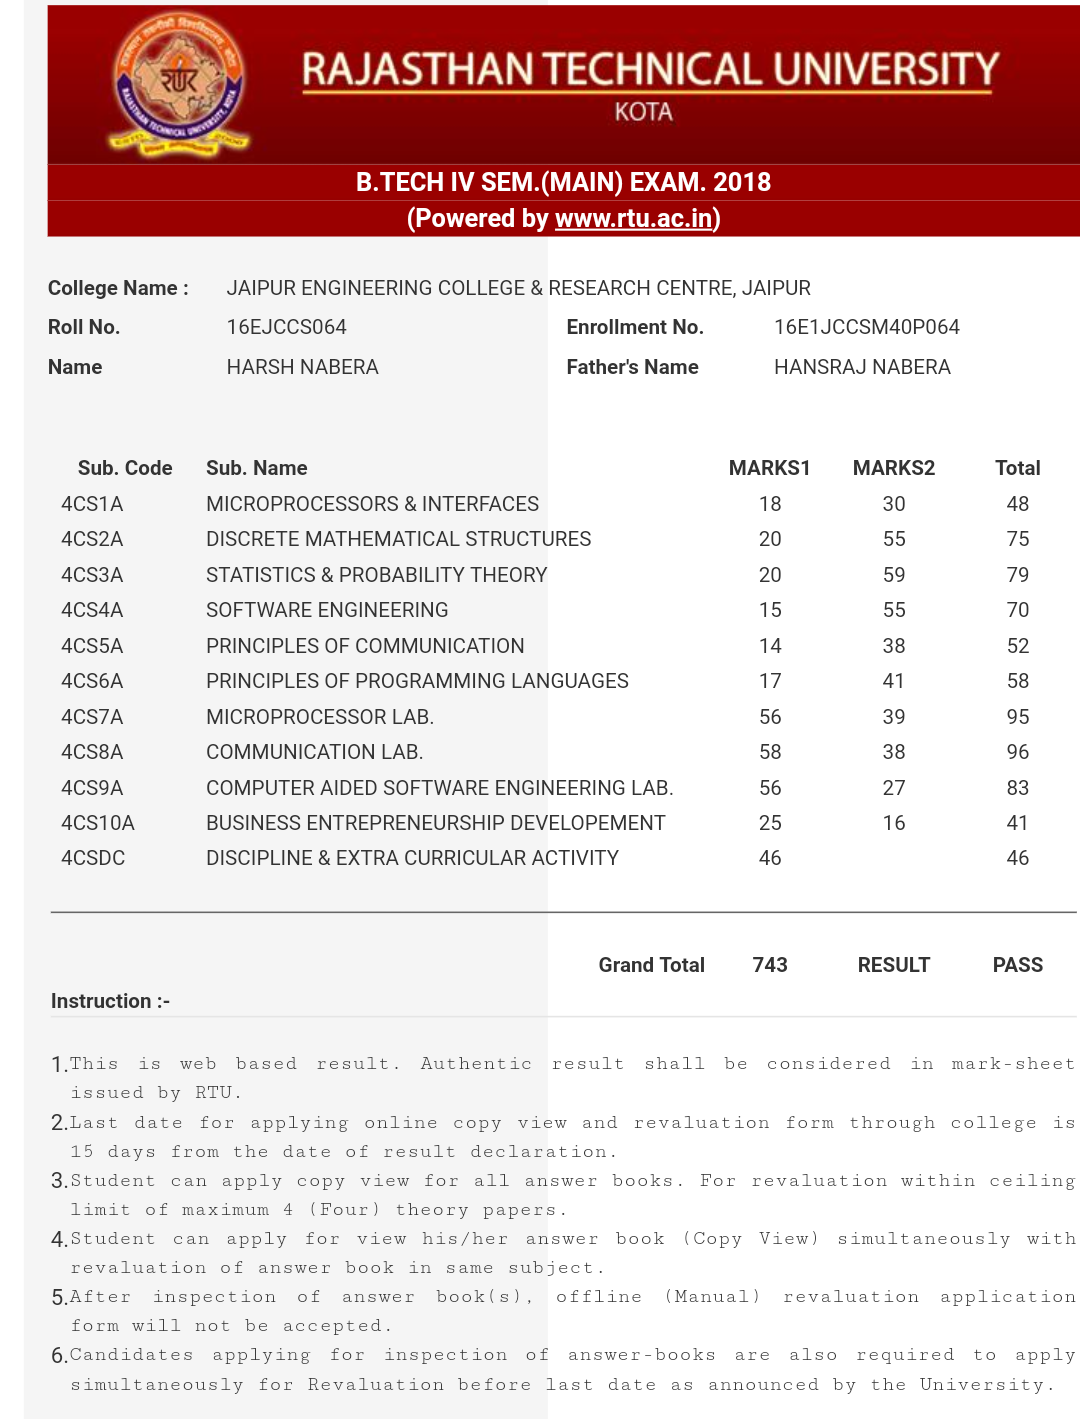 RAJASTHAN TECHNICAL UNIVERSITY
KOTA
RAJASTHAN TECHNICAL UNIVERSITY, KOTA
B.TECH IV SEM.(MAIN) EXAM. 2018
(Powered by www.rtu.ac.in)
College Name : JAIPUR ENGINEERING COLLEGE & RESEARCH CENTRE, JAIPUR
Roll No. 16EJCCS064 Enrollment No. 16E1JCCSM40P064
Name HARSH NABERA Father's Name HANSRAJ NABERA
Sub. Code Sub. Name MARKS1 MARKS2 Total
4CS1A MICROPROCESSORS & INTERFACES 18 30 48
4CS2A DISCRETE MATHEMATICAL STRUCTURES 20 55 75
4CS3A STATISTICS & PROBABILITY THEORY 20 59 79
4CS4A SOFTWARE ENGINEERING 15 55 70
4CS5A PRINCIPLES OF COMMUNICATION 14 38 52
4CS6A PRINCIPLES OF PROGRAMMING LANGUAGES 17 41 58
4CS7A MICROPROCESSOR LAB. 56 39 95
4CS8A COMMUNICATION LAB. 58 38 96
4CS9A COMPUTER AIDED SOFTWARE ENGINEERING LAB. 56 27 83
4CS10A BUSINESS ENTREPRENEURSHIP DEVELOPEMENT 25 16 41
4CSDC DISCIPLINE & EXTRA CURRICULAR ACTIVITY 46 46
Grand Total 743 RESULT PASS
Instruction :-
1.This is web based result. Authentic result shall be considered in mark-sheet
issued by RTU.
2.Last date for applying online copy view and revaluation form through college is
15 days from the date of result declaration.
3.Student can apply copy view for all answer books. For revaluation within ceiling
limit of maximum 4 (Four) theory papers.
4.Student can apply for view his/her answer book (Copy View) simultaneously with
revaluation of answer book in same subject.
5.After inspection of answer book(s), offline (Manual) revaluation application
form will not be accepted.
6.Candidates applying for inspection of answer-books are also required to apply
simultaneously for Revaluation before last date as announced by the University.